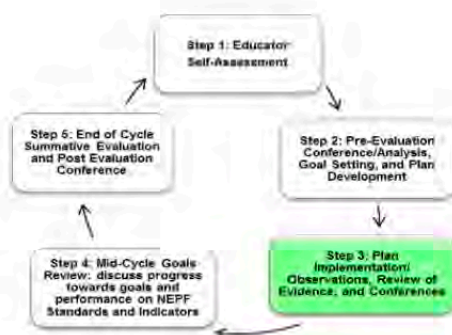 Step 1: Educator
Self-Assessment
Step 2: Pre-Evaluation
Conference/Analysis,
Goal Setting, and Plan
Development
Step 3: Plan
Implementation/
Observations, Review of
Evidence, and Conferences
Step 4: Mid-Cycle Goals
Review: discuss progress
towards goals and
performance on NEPF
Standards and Indicators
Step 5: End of Cycle
Summative Evaluation
and Post Evaluation
Conference